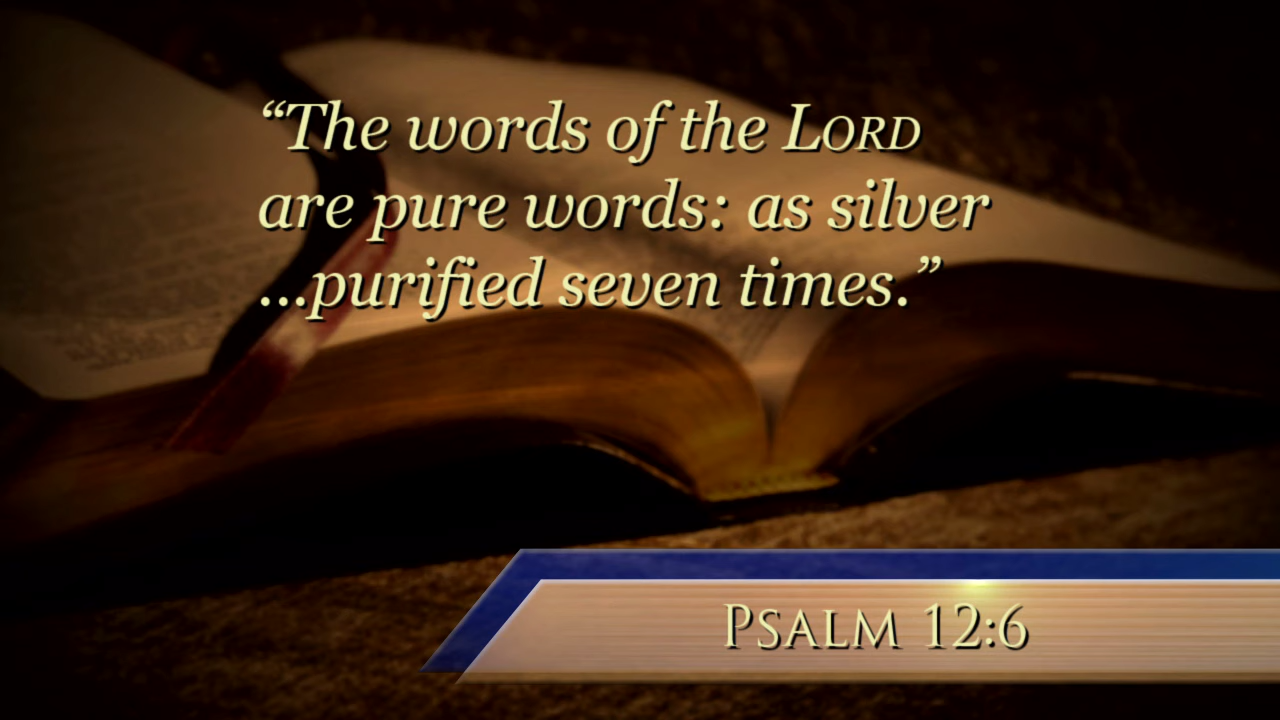 “The words of the LORD
are pure words: as silver
...purified seven times.”
PSALM 12:6